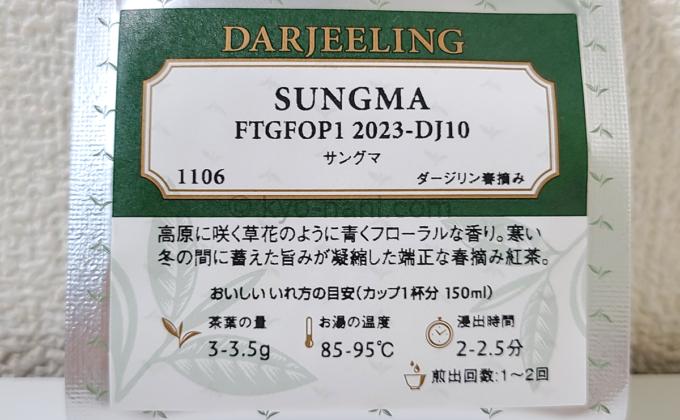 DARJEELING
SUNGMA
FTGFOP1 2023-DJ10
サングマ
1106 ダージリン春摘み
©kyo-nani.com
高原に咲く草花のように青くフローラルな香り。寒い
冬の間に蓄えた旨みが凝縮した端正な春摘み紅茶。
おいしいいれ方の目安(カップ1杯分 150ml)
茶葉の量 お湯の温度 浸出時間
3-3.5g 85-95℃ 2-2.5分
煎出回数:1〜2回